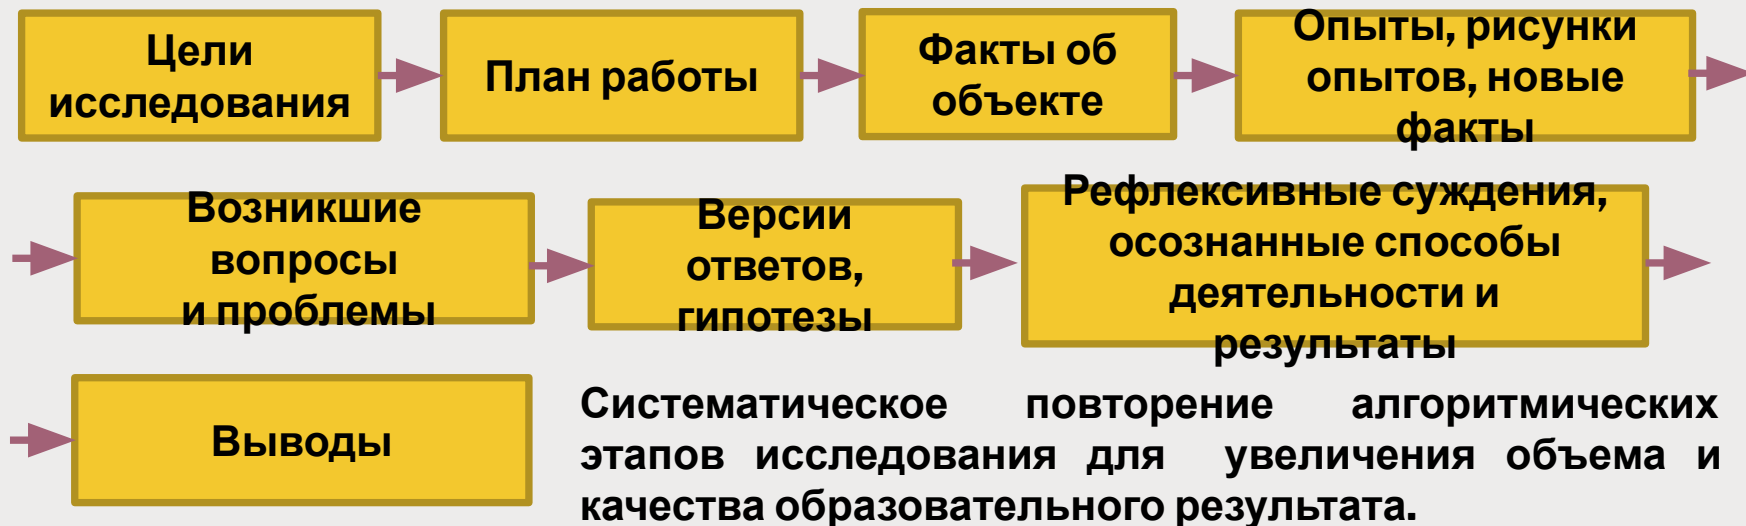 Цели
исследования
План работы
Факты об
объекте
Опыты, рисунки
опытов, новые
факты
Возникшие
вопросы
и проблемы
Версии
ответов,
гипотезы
Рефлексивные суждения,
осознанные способы
деятельности и
результаты
Выводы
Систематическое повторение алгоритмических
этапов исследования для увеличения объема и
качества образовательного результата.